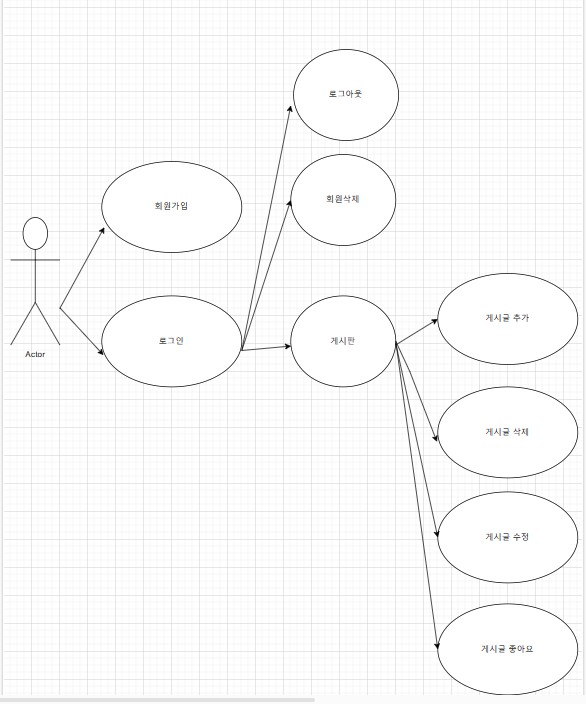 로그아웃
회원삭제
회원가입
Actor
로그인
게시판
게시글 추가
게시글 삭제
게시글 수정
게시글 좋아요